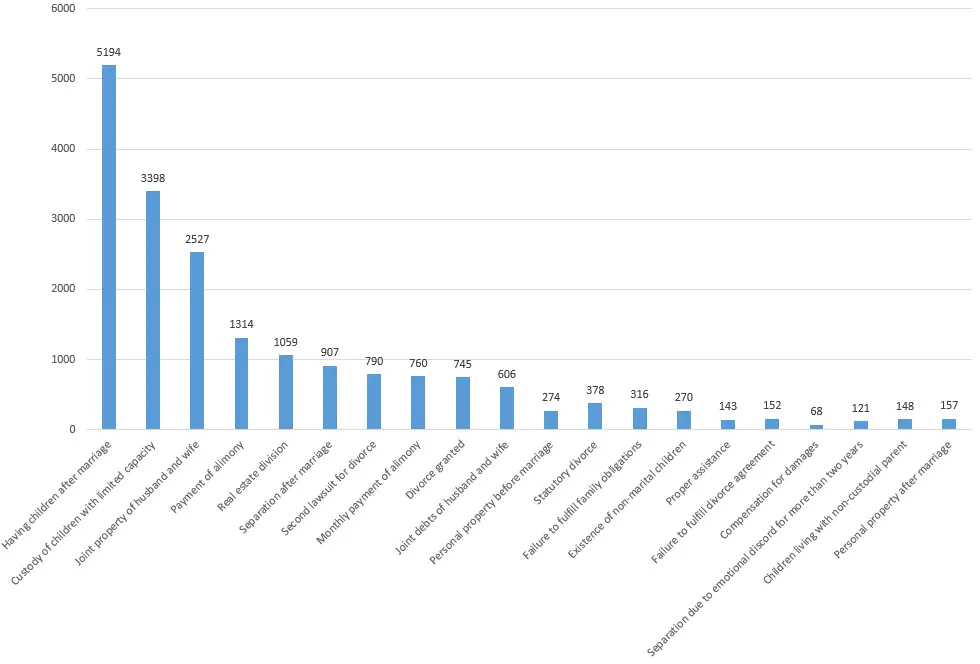 6000
5000
4000
3000
2000
1000
0
5194
3398
2527
1314
1059
907
790
760
745
606
274
378
316
270
143
152
68
121
148
157
Having children after marriage
Custody of children with limited capacity
Joint property of husband and wife
Payment of alimony
Real estate division
Separation after marriage
Second lawsuit for divorce
Monthly payment of alimony
Divorce granted
Joint debts of husband and wife
Personal property before marriage
Statutory divorce
Failure to fulfill family obligations
Existence of non-marital children
Proper assistance
Failure to fulfill divorce agreement
Compensation for damages
Separation due to emotional discord for more than two years
Children living with non-custodial parent
Personal property after marriage